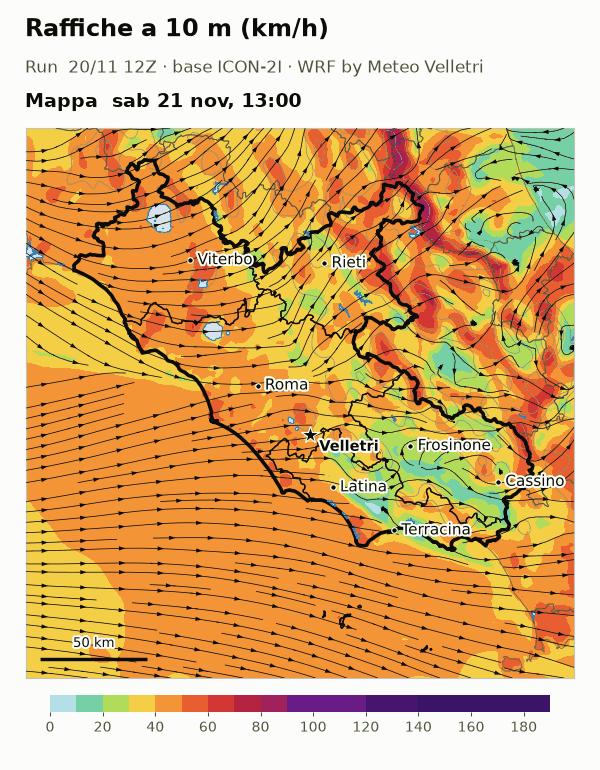 Raffiche a 10 m (km/h)
Run 20/11 12Z · base ICON-2I · WRF by Meteo Velletri
Mappa sab 21 nov, 13:00
Viterbo
Rieti
Roma
Velletri
Frosinone
Latina
Cassino
Terracina
50 km
0 20 40 60 80 100 120 140 160 180